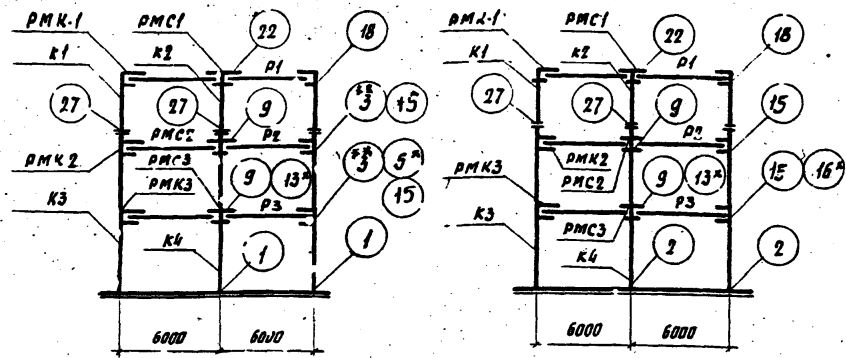 РМК-1 РМС1 22 18
К1 К2 Р1
27 27 9 ** 3 15
РМС2 Р2
РМК2 РМС3 ** 3 5*
РМК3 9 13* 15
К3 Р3
К4 1 1
6000 6000
РМ2-1 РМС1 22 18
К1 К2 Р1
27 27 9 15
Р2
РМК2
РМК3 РМС2 9 13* 15 16*
К3 РМС3 Р3
К4 2 2
6000 6000